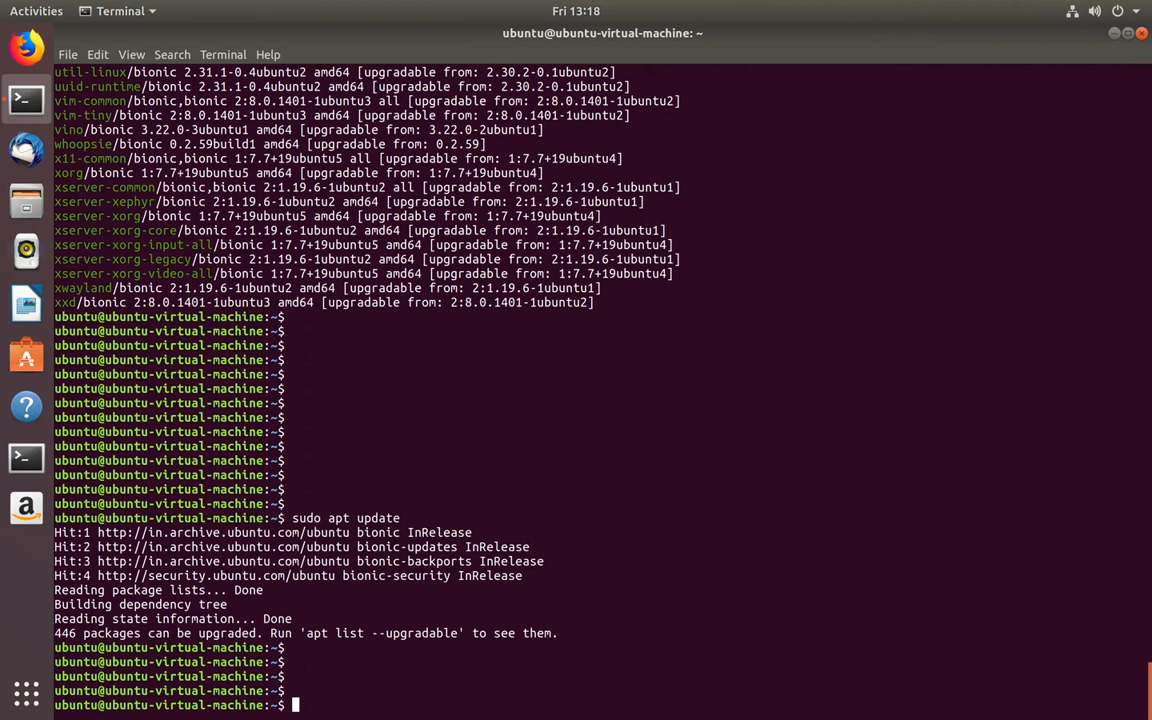 Activities Terminal Fri 13:18
ubuntu@ubuntu-virtual-machine: ~
File Edit View Search Terminal Help
util-linux/bionic 2.31.1-0.4ubuntu2 amd64 [upgradable from: 2.30.2-0.1ubuntu2]
uuid-runtime/bionic 2.31.1-0.4ubuntu2 amd64 [upgradable from: 2.30.2-0.1ubuntu2]
vim-common/bionic,bionic 2:8.0.1401-1ubuntu3 all [upgradable from: 2:8.0.1401-1ubuntu2]
vim-tiny/bionic 2:8.0.1401-1ubuntu3 amd64 [upgradable from: 2:8.0.1401-1ubuntu2]
vino/bionic 3.22.0-3ubuntu1 amd64 [upgradable from: 3.22.0-2ubuntu1]
whoopsie/bionic 0.2.59build1 amd64 [upgradable from: 0.2.59]
x11-common/bionic,bionic 1:7.7+19ubuntu5 all [upgradable from: 1:7.7+19ubuntu4]
xorg/bionic 1:7.7+19ubuntu5 amd64 [upgradable from: 1:7.7+19ubuntu4]
xserver-common/bionic,bionic 2:1.19.6-1ubuntu2 all [upgradable from: 2:1.19.6-1ubuntu1]
xserver-xephyr/bionic 2:1.19.6-1ubuntu2 amd64 [upgradable from: 2:1.19.6-1ubuntu1]
xserver-xorg/bionic 1:7.7+19ubuntu5 amd64 [upgradable from: 1:7.7+19ubuntu4]
xserver-xorg-core/bionic 2:1.19.6-1ubuntu2 amd64 [upgradable from: 2:1.19.6-1ubuntu1]
xserver-xorg-input-all/bionic 1:7.7+19ubuntu5 amd64 [upgradable from: 1:7.7+19ubuntu4]
xserver-xorg-legacy/bionic 2:1.19.6-1ubuntu2 amd64 [upgradable from: 2:1.19.6-1ubuntu1]
xserver-xorg-video-all/bionic 1:7.7+19ubuntu5 amd64 [upgradable from: 1:7.7+19ubuntu4]
xwayland/bionic 2:1.19.6-1ubuntu2 amd64 [upgradable from: 2:1.19.6-1ubuntu1]
xxd/bionic 2:8.0.1401-1ubuntu3 amd64 [upgradable from: 2:8.0.1401-1ubuntu2]
ubuntu@ubuntu-virtual-machine:~$
ubuntu@ubuntu-virtual-machine:~$
ubuntu@ubuntu-virtual-machine:~$
ubuntu@ubuntu-virtual-machine:~$
ubuntu@ubuntu-virtual-machine:~$
ubuntu@ubuntu-virtual-machine:~$
ubuntu@ubuntu-virtual-machine:~$
ubuntu@ubuntu-virtual-machine:~$
ubuntu@ubuntu-virtual-machine:~$
ubuntu@ubuntu-virtual-machine:~$
ubuntu@ubuntu-virtual-machine:~$
ubuntu@ubuntu-virtual-machine:~$
ubuntu@ubuntu-virtual-machine:~$
ubuntu@ubuntu-virtual-machine:~$
ubuntu@ubuntu-virtual-machine:~$ sudo apt update
Hit:1 http://in.archive.ubuntu.com/ubuntu bionic InRelease
Hit:2 http://in.archive.ubuntu.com/ubuntu bionic-updates InRelease
Hit:3 http://in.archive.ubuntu.com/ubuntu bionic-backports InRelease
Hit:4 http://security.ubuntu.com/ubuntu bionic-security InRelease
Reading package lists... Done
Building dependency tree
Reading state information... Done
446 packages can be upgraded. Run 'apt list --upgradable' to see them.
ubuntu@ubuntu-virtual-machine:~$
ubuntu@ubuntu-virtual-machine:~$
ubuntu@ubuntu-virtual-machine:~$
ubuntu@ubuntu-virtual-machine:~$
ubuntu@ubuntu-virtual-machine:~$